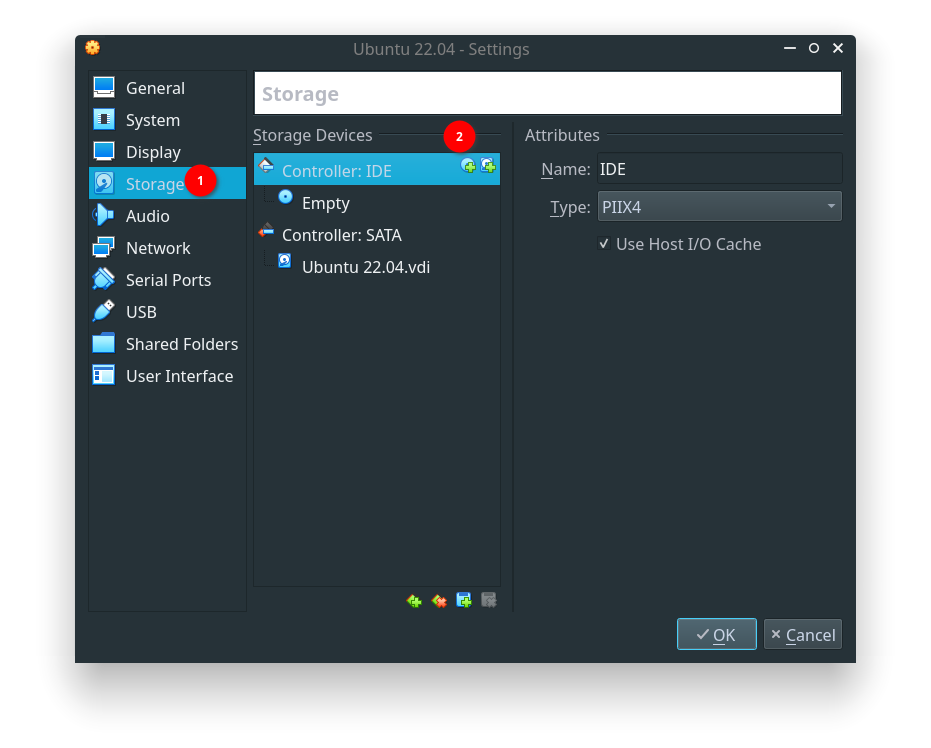 Ubuntu 22.04 - Settings
General
System
Display
Storage
1
Audio
Network
Serial Ports
USB
Shared Folders
User Interface
Storage
Storage Devices
2
Controller: IDE
Empty
Controller: SATA
Ubuntu 22.04.vdi
Attributes
Name: IDE
Type: PIIX4
Use Host I/O Cache
OK
Cancel